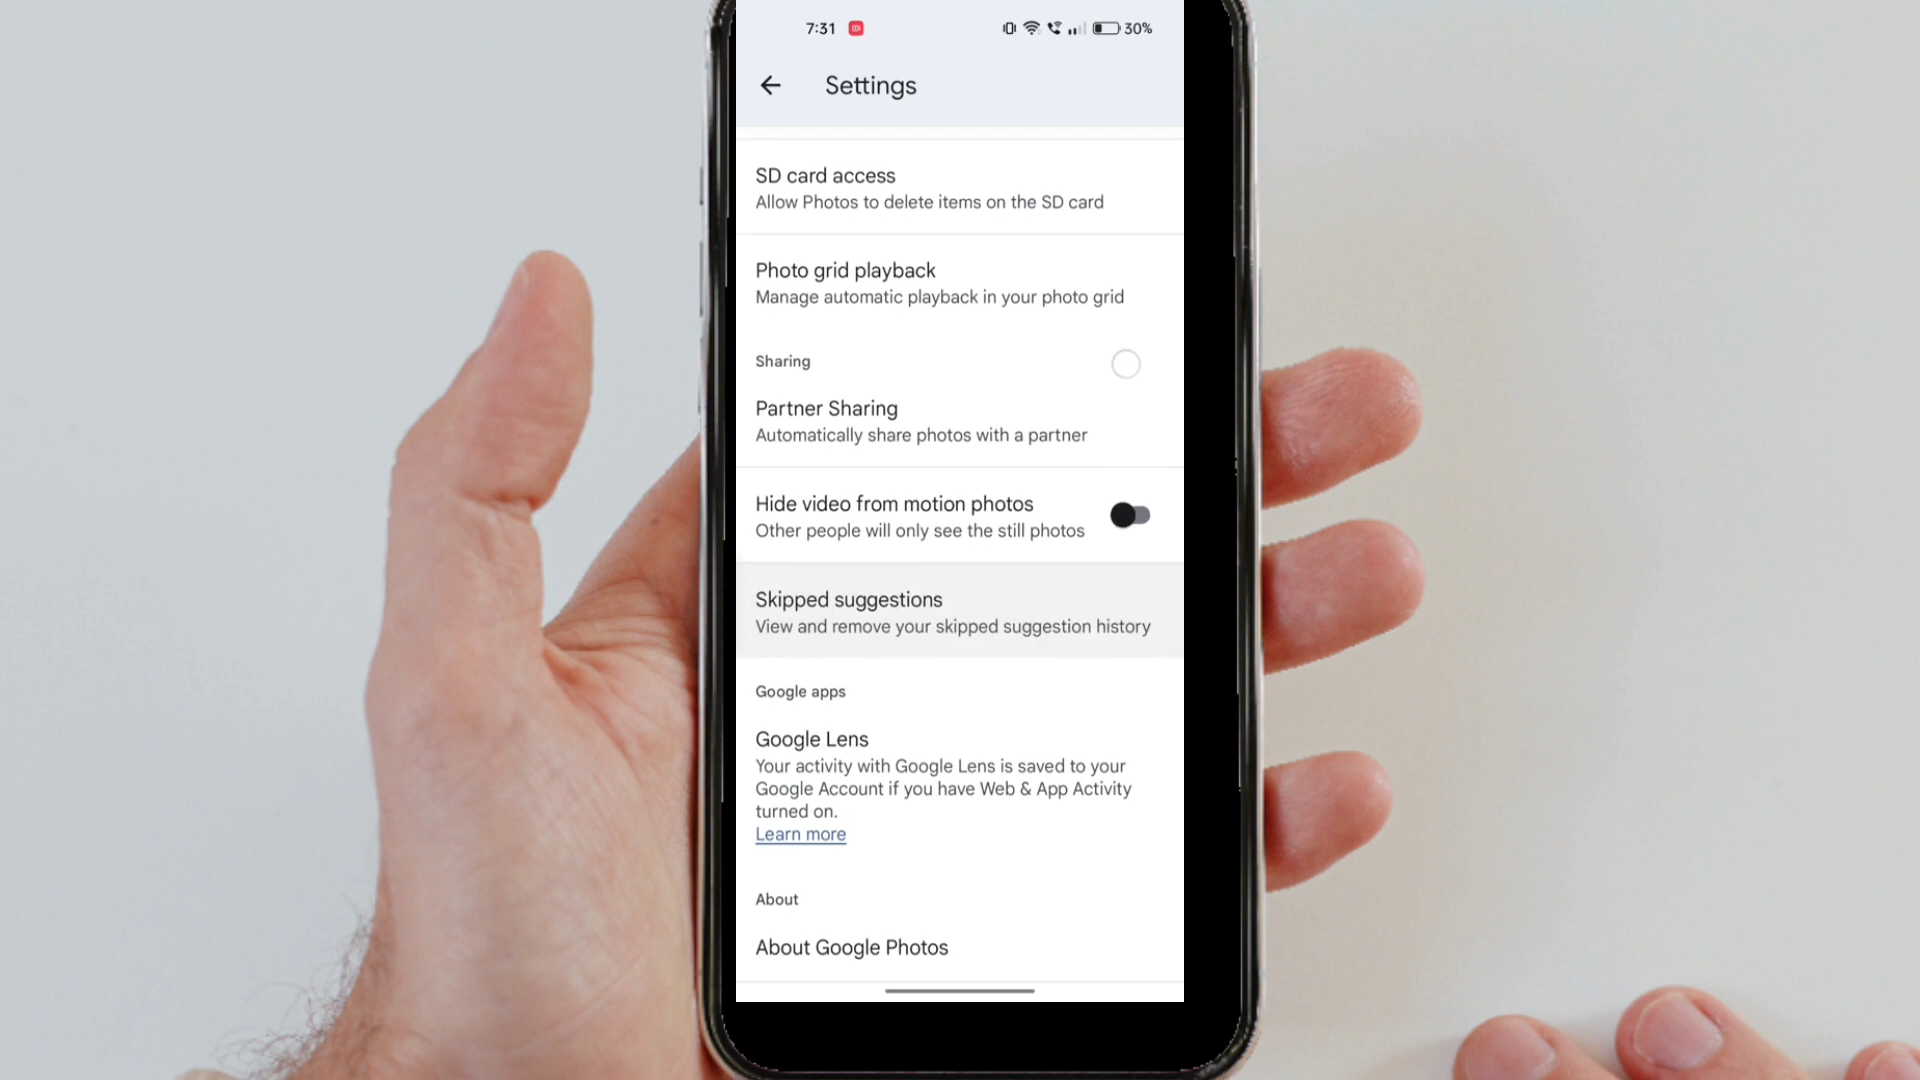 7:31
30%
Settings
SD card access
Allow Photos to delete items on the SD card
Photo grid playback
Manage automatic playback in your photo grid
Sharing
Partner Sharing
Automatically share photos with a partner
Hide video from motion photos
Other people will only see the still photos
Skipped suggestions
View and remove your skipped suggestion history
Google apps
Google Lens
Your activity with Google Lens is saved to your
Google Account if you have Web & App Activity
turned on.
Learn more
About
About Google Photos